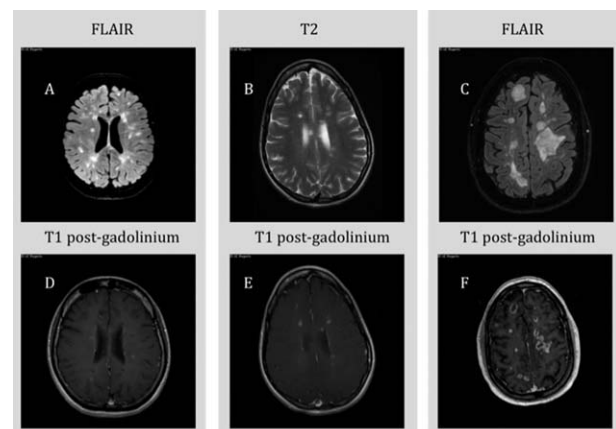 FLAIR
T2
FLAIR
A
B
C
T1 post-gadolinium
T1 post-gadolinium
T1 post-gadolinium
D
E
F